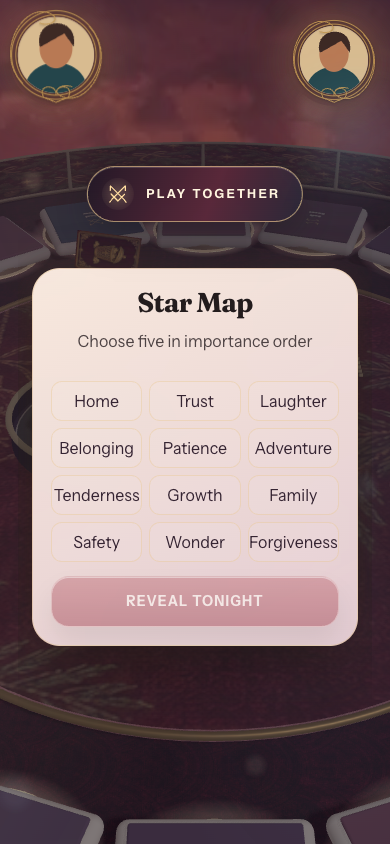 PLAY TOGETHER
Star Map
Choose five in importance order
Home Trust Laughter
Belonging Patience Adventure
Tenderness Growth Family
Safety Wonder Forgiveness
REVEAL TONIGHT